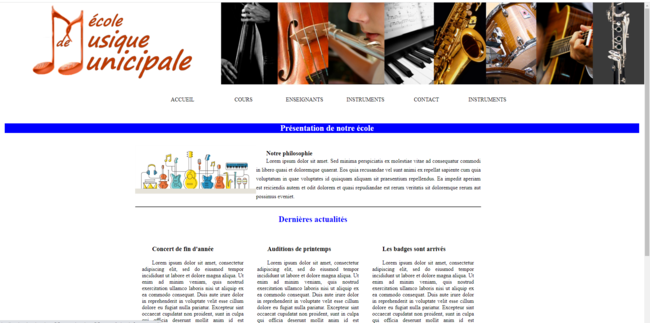 école
de Musique
Municipale
ACCUEIL COURS ENSEIGNANTS INSTRUMENTS CONTACT INSTRUMENTS
Présentation de notre école
Notre philosophie
Lorem ipsum dolor sit amet. Sed minima perspiciatis ex molestiae vitae ad consequatur commodi
in libero quasi et doloremque quaerat. Eos quia recusandae vel sunt animi ea repellat sapiente cum quia
voluptatum in quae voluptates id quisquam aliquam sit praesentium repellendus. Ea impedit aperiam
est reiciendis autem et odit dolorem et quasi repudiandae est rerum veritatis sit doloremque rerum aut
possimus eveniet.
Dernières actualités
Concert de fin d'année
Lorem ipsum dolor sit amet, consectetur
adipiscing elit, sed do eiusmod tempor
incididunt ut labore et dolore magna aliqua. Ut
enim ad minim veniam, quis nostrud
exercitation ullamco laboris nisi ut aliquip ex
ea commodo consequat. Duis aute irure dolor
in reprehenderit in voluptate velit esse cillum
dolore eu fugiat nulla pariatur. Excepteur sint
occaecat cupidatat non proident, sunt in culpa
qui officia deserunt mollit anim id est
Auditions de printemps
Lorem ipsum dolor sit amet, consectetur
adipiscing elit, sed do eiusmod tempor
incididunt ut labore et dolore magna aliqua. Ut
enim ad minim veniam, quis nostrud
exercitation ullamco laboris nisi ut aliquip ex
ea commodo consequat. Duis aute irure dolor
in reprehenderit in voluptate velit esse cillum
dolore eu fugiat nulla pariatur. Excepteur sint
occaecat cupidatat non proident, sunt in culpa
qui officia deserunt mollit anim id est
Les badges sont arrivés
Lorem ipsum dolor sit amet, consectetur
adipiscing elit, sed do eiusmod tempor
incididunt ut labore et dolore magna aliqua. Ut
enim ad minim veniam, quis nostrud
exercitation ullamco laboris nisi ut aliquip ex
ea commodo consequat. Duis aute irure dolor
in reprehenderit in voluptate velit esse cillum
dolore eu fugiat nulla pariatur. Excepteur sint
occaecat cupidatat non proident, sunt in culpa
qui officia deserunt mollit anim id est